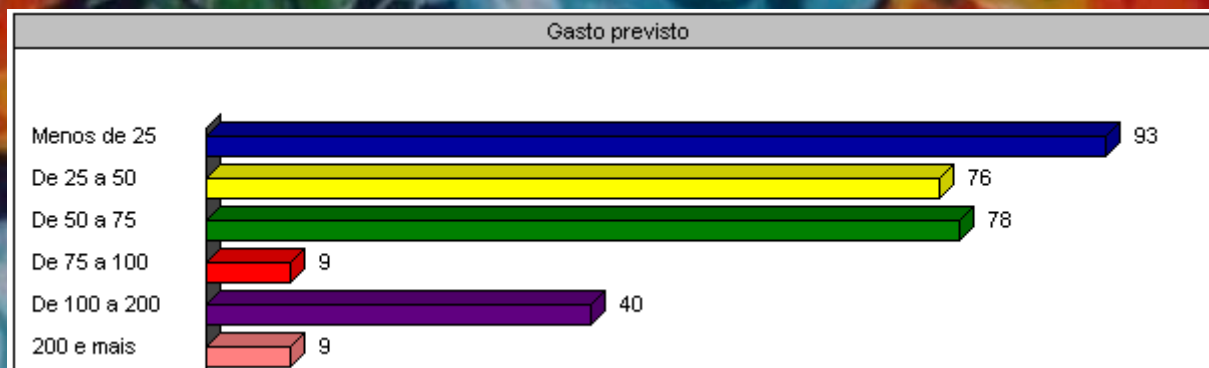 Gasto previsto
Menos de 25 93
De 25 a 50 76
De 50 a 75 78
De 75 a 100 9
De 100 a 200 40
200 e mais 9